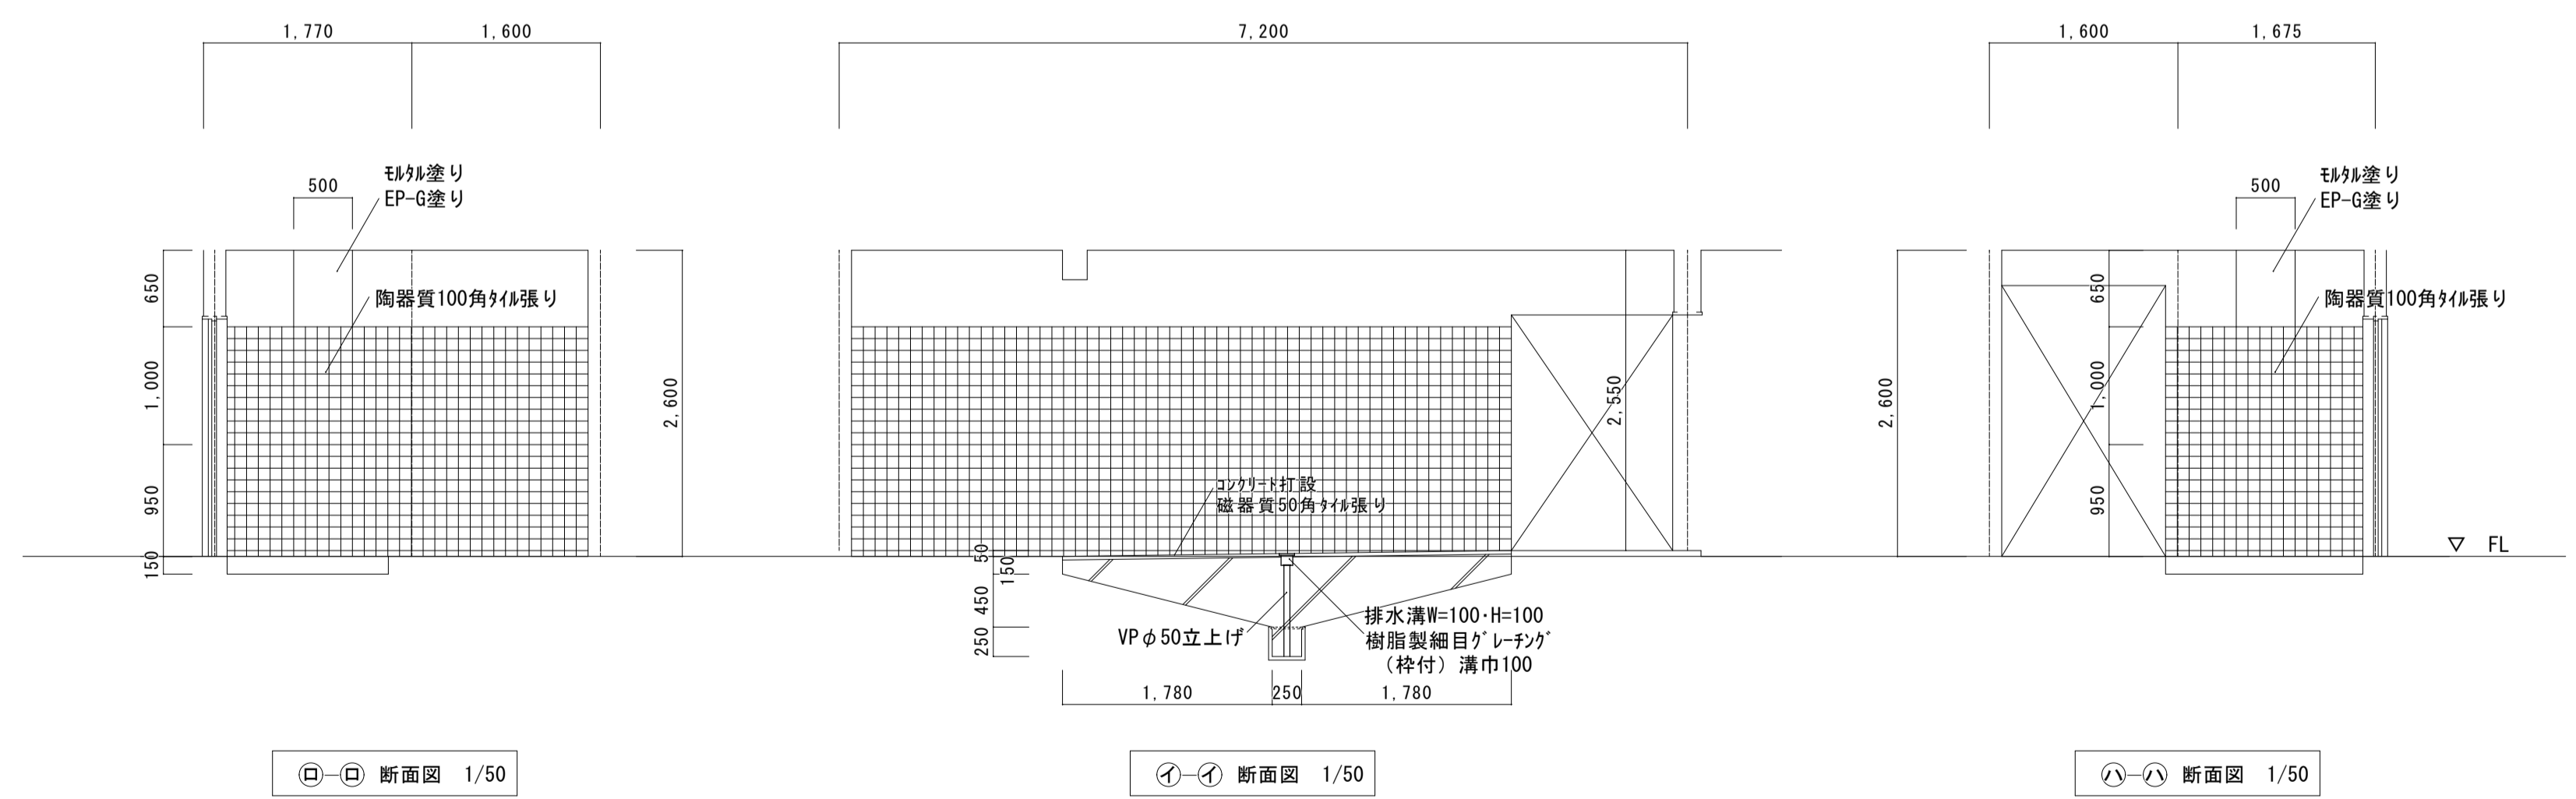 1,770
1,600
7,200
1,600
1,675
500
モルタル塗り
EP-G塗り
陶器質100角タイル張り
650
1,000
950
150
2,600
2,550
コンクリート打設
磁器質50角タイル張り
50
150
450
250
VPφ50立上げ
排水溝W=100・H=100
樹脂製細目グレーチング
（枠付）溝巾100
1,780
250
1,780
500
モルタル塗り
EP-G塗り
陶器質100角タイル張り
2,600
650
1,000
950
▽ FL
ロ-ロ 断面図 1/50
イ-イ 断面図 1/50
ハ-ハ 断面図 1/50